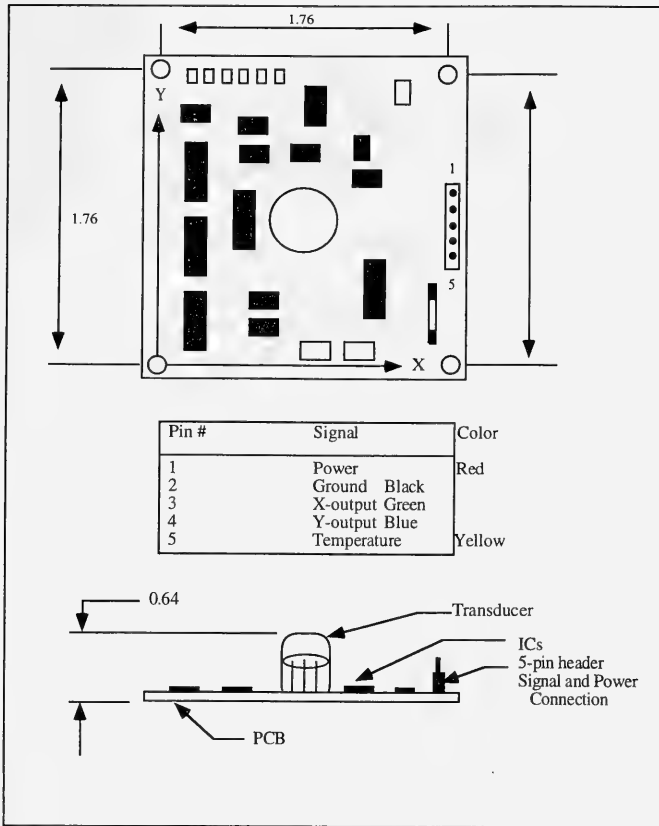 1.76
Y
1
1.76
5
X
Pin # Signal Color
1 Power Red
2 Ground Black
3 X-output Green
4 Y-output Blue
5 Temperature Yellow
0.64
Transducer
ICs
5-pin header
Signal and Power
Connection
PCB